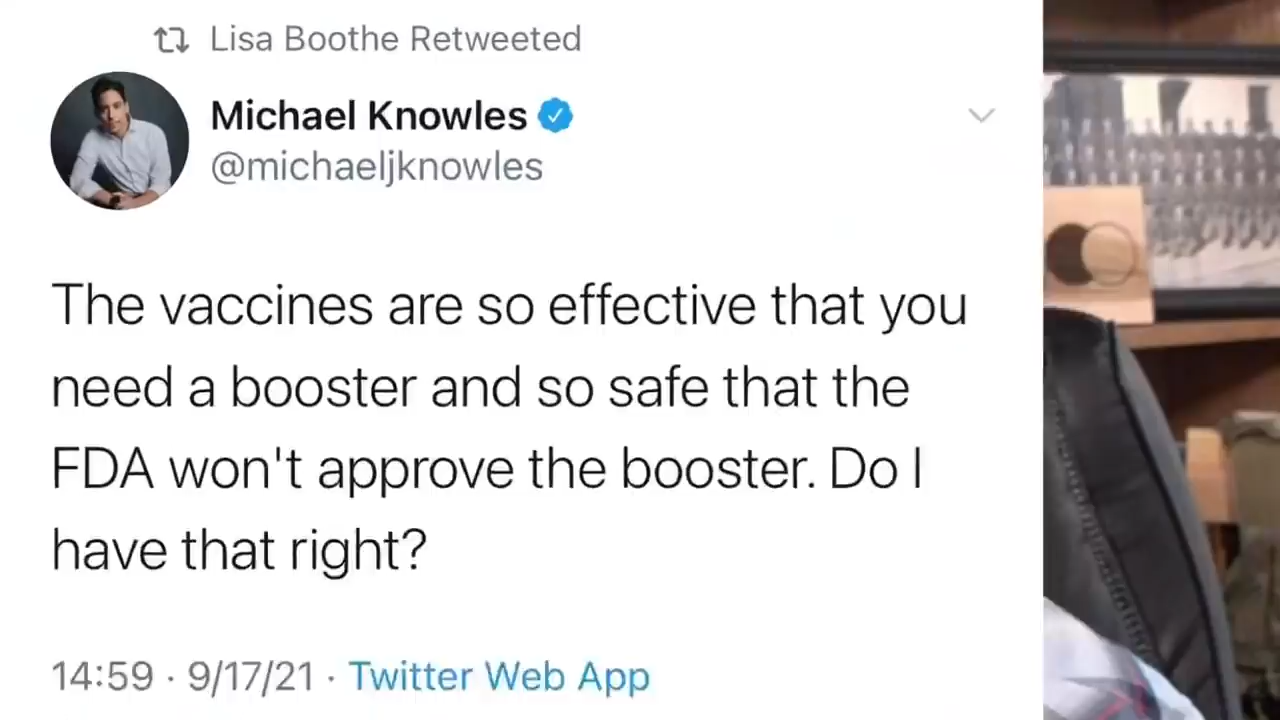 Lisa Boothe Retweeted
Michael Knowles
@michaeljknowles
The vaccines are so effective that you
need a booster and so safe that the
FDA won't approve the booster. Do I
have that right?
14:59 · 9/17/21 · Twitter Web App